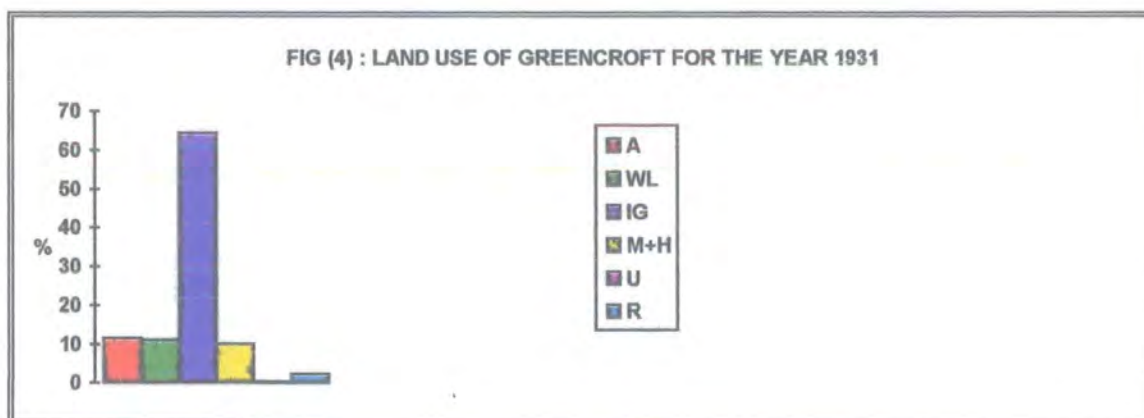 FIG (4) : LAND USE OF GREENCROFT FOR THE YEAR 1931
70
60
50
40
30
20
10
0
%
A
WL
IG
M+H
U
R